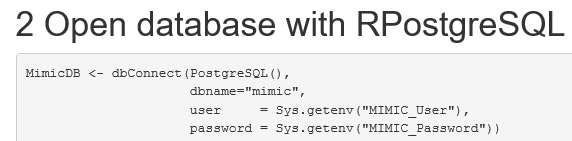 2 Open database with RPostgreSQL
MimicDB <- dbConnect(PostgreSQL(),
                     dbname="mimic",
                     user     = Sys.getenv("MIMIC_User"),
                     password = Sys.getenv("MIMIC_Password"))